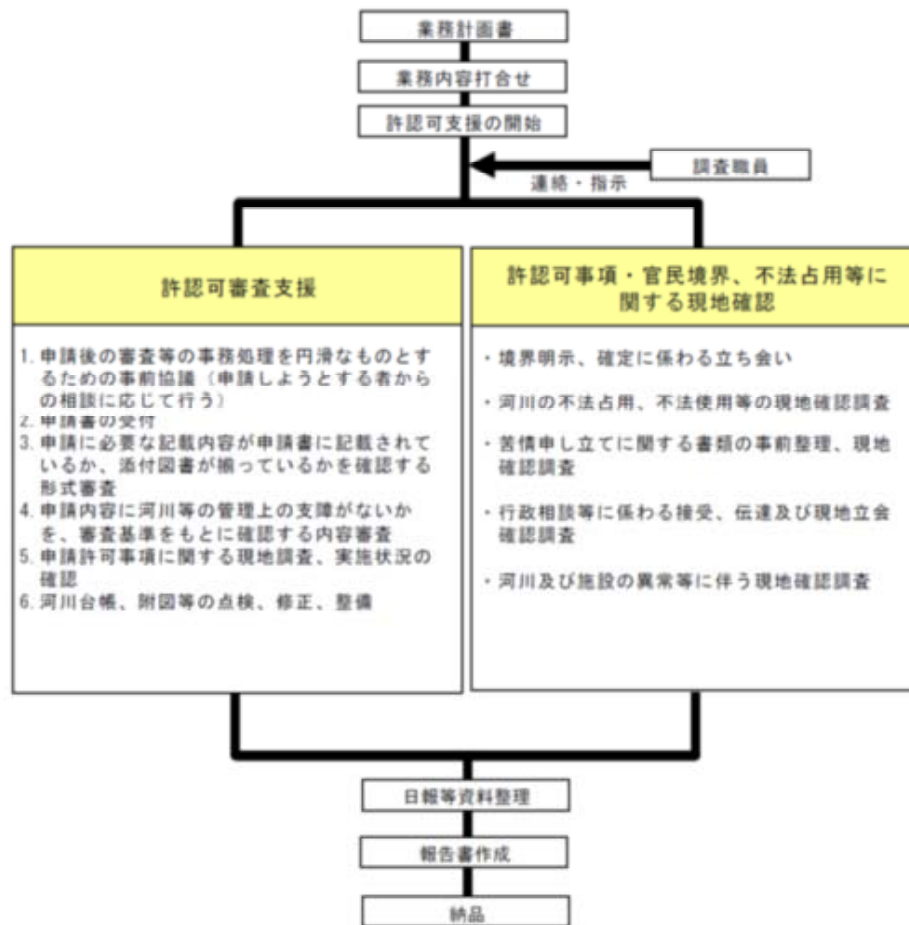 業務計画書
業務内容打合せ
許認可支援の開始
調査職員
連絡・指示
許認可審査支援
1. 申請後の審査等の事務処理を円滑なものとす
るための事前協議（申請しようとする者から
の相談に応じて行う）
2. 申請書の受付
3. 申請に必要な記載内容が申請書に記載されて
いるか、添付図書が揃っているかを確認する
形式審査
4. 申請内容に河川等の管理上の支障がないか
を、審査基準をもとに確認する内容審査
5. 申請許可事項に関する現地調査、実施状況の
確認
6. 河川台帳、附図等の点検、修正、整備
許認可事項・官民境界、不法占用等に
関する現地確認
・境界明示、確定に係わる立ち会い
・河川の不法占用、不法使用等の現地確認調査
・苦情申し立てに関する書類の事前整理、現地
確認調査
・行政相談等に係わる接受、伝達及び現地立会
確認調査
・河川及び施設の異常等に伴う現地確認調査
日報等資料整理
報告書作成
納品